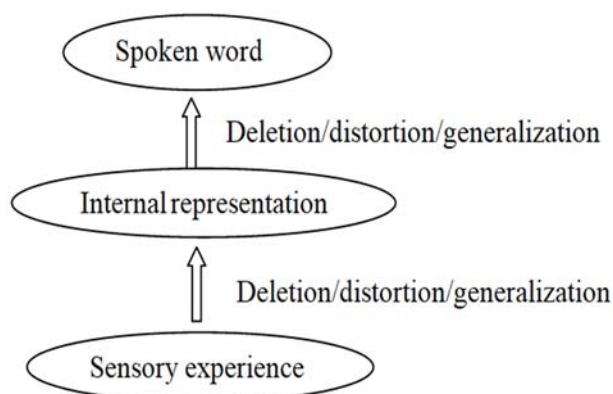 Spoken word
Deletion/distortion/generalization
Internal representation
Deletion/distortion/generalization
Sensory experience